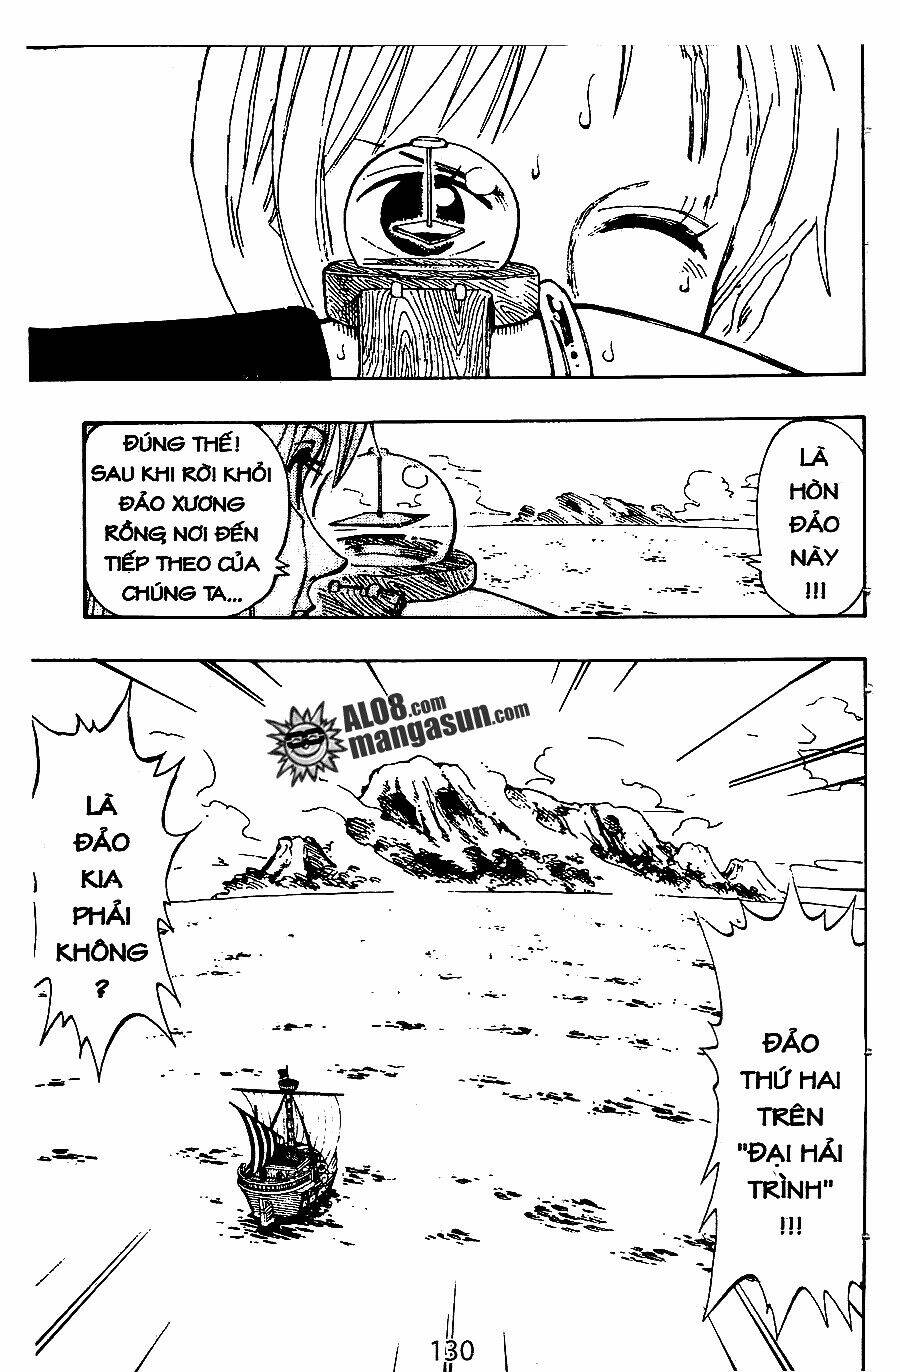 ĐÚNG THẾ!
SAU KHI RỜI KHỎI
ĐẢO XƯƠNG
RỒNG, NƠI ĐẾN
TIẾP THEO CỦA
CHÚNG TA...
LÀ
HÒN
ĐẢO
NÀY
!!!
AL08.com
mangasun.com
LÀ
ĐẢO
KIA
PHẢI
KHÔNG
?
ĐẢO
THỨ HAI
TRÊN
"ĐẠI HẢI
TRÌNH"
!!!
130